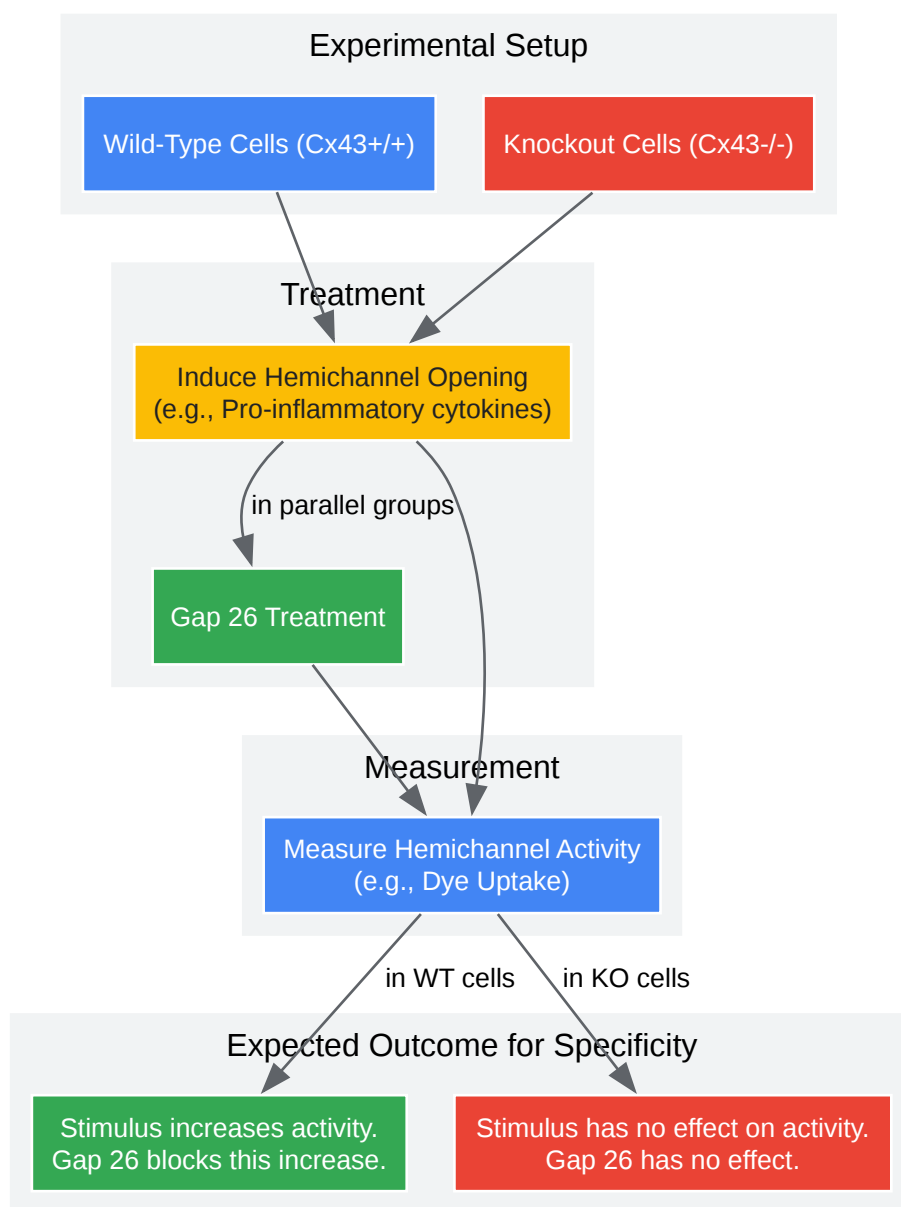 Experimental Setup
Wild-Type Cells (Cx43+/+)
Knockout Cells (Cx43-/-)
Treatment
Induce Hemichannel Opening
(e.g., Pro-inflammatory cytokines)
in parallel groups
Gap 26 Treatment
Measurement
Measure Hemichannel Activity
(e.g., Dye Uptake)
in WT cells
in KO cells
Expected Outcome for Specificity
Stimulus increases activity.
Gap 26 blocks this increase.
Stimulus has no effect on activity.
Gap 26 has no effect.